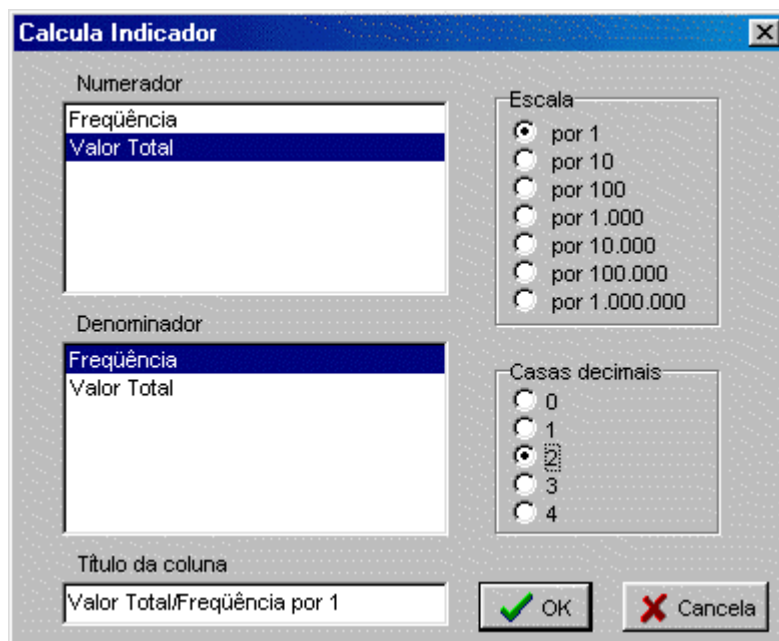 Calcula Indicador
Numerador
Freqüência
Valor Total
Denominador
Freqüência
Valor Total
Título da coluna
Valor Total/Freqüência por 1
Escala
por 1
por 10
por 100
por 1.000
por 10.000
por 100.000
por 1.000.000
Casas decimais
0
1
2
3
4
OK
Cancela